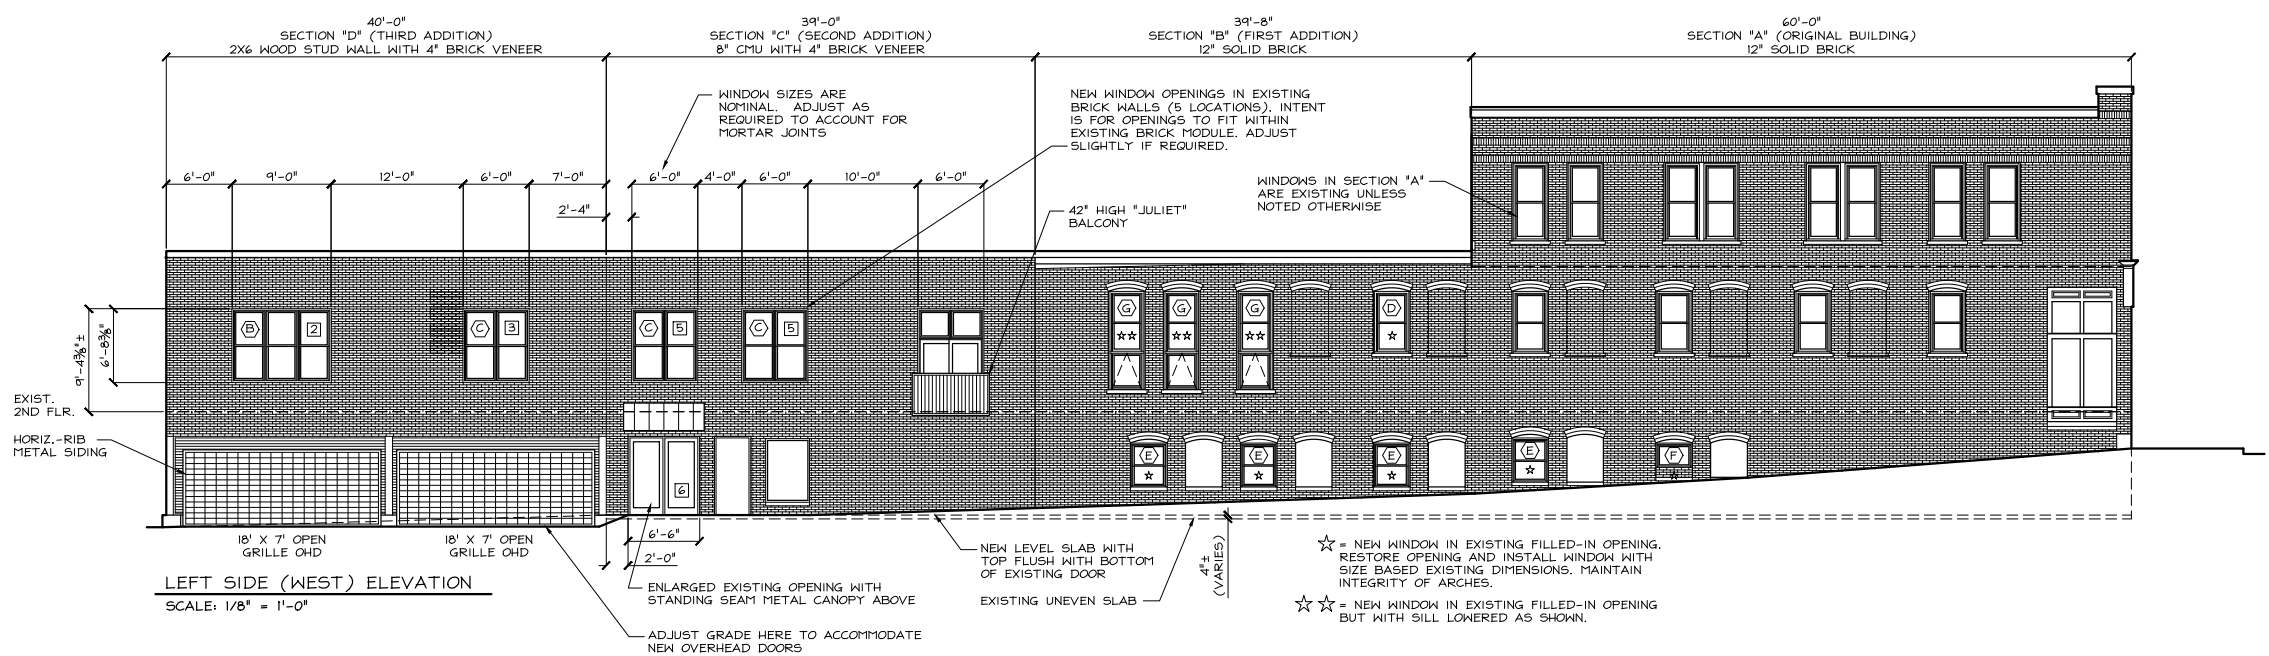 40'-0"
SECTION "D" (THIRD ADDITION)
2X6 WOOD STUD WALL WITH 4" BRICK VENEER
39'-0"
SECTION "C" (SECOND ADDITION)
8" CMU WITH 4" BRICK VENEER
39'-8"
SECTION "B" (FIRST ADDITION)
12" SOLID BRICK
60'-0"
SECTION "A" (ORIGINAL BUILDING)
12" SOLID BRICK
WINDOW SIZES ARE
NOMINAL. ADJUST AS
REQUIRED TO ACCOUNT FOR
MORTAR JOINTS
NEW WINDOW OPENINGS IN EXISTING
BRICK WALLS (5 LOCATIONS). INTENT
IS FOR OPENINGS TO FIT WITHIN
EXISTING BRICK MODULE. ADJUST
SLIGHTLY IF REQUIRED.
WINDOWS IN SECTION "A"
ARE EXISTING UNLESS
NOTED OTHERWISE
6'-0"
9'-0"
12'-0"
6'-0"
7'-0"
6'-0"
4'-0"
6'-0"
10'-0"
6'-0"
2'-4"
42" HIGH "JULIET"
BALCONY
B
2
C
3
C
5
C
5
G
G
G
D
9'-4⅜"±
6'-8⅜"
EXIST.
2ND FLR.
HORIZ.-RIB
METAL SIDING
E
E
E
E
F
6
18' X 7' OPEN
GRILLE OHD
18' X 7' OPEN
GRILLE OHD
6'-6"
2'-0"
4"±
(VARIES)
NEW LEVEL SLAB WITH
TOP FLUSH WITH BOTTOM
OF EXISTING DOOR
EXISTING UNEVEN SLAB
ENLARGED EXISTING OPENING WITH
STANDING SEAM METAL CANOPY ABOVE
ADJUST GRADE HERE TO ACCOMMODATE
NEW OVERHEAD DOORS
☆ = NEW WINDOW IN EXISTING FILLED-IN OPENING.
RESTORE OPENING AND INSTALL WINDOW WITH
SIZE BASED EXISTING DIMENSIONS. MAINTAIN
INTEGRITY OF ARCHES.
☆☆ = NEW WINDOW IN EXISTING FILLED-IN OPENING
BUT WITH SILL LOWERED AS SHOWN.
LEFT SIDE (WEST) ELEVATION
SCALE: 1/8" = 1'-0"